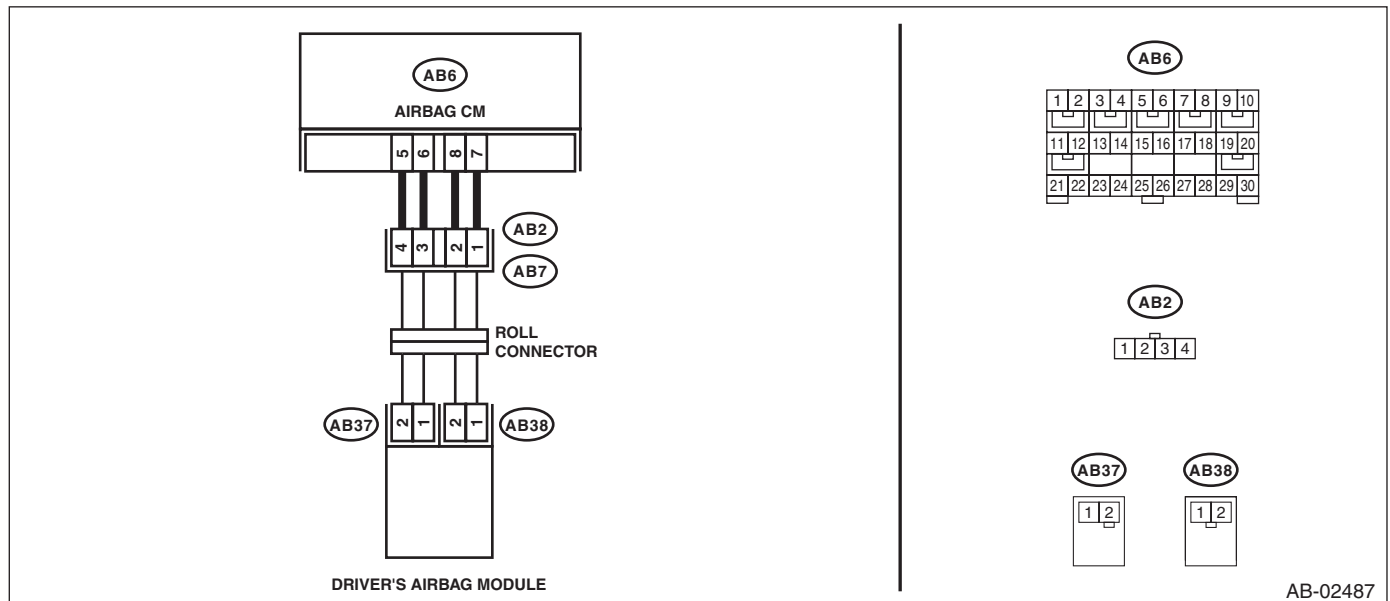 AB6
AIRBAG CM
5 6 8 7
4 3 2 1
AB2
AB7
ROLL
CONNECTOR
AB37
2 1 2 1
AB38
DRIVER'S AIRBAG MODULE
AB6
1 2 3 4 5 6 7 8 9 10
11 12 13 14 15 16 17 18 19 20
21 22 23 24 25 26 27 28 29 30
AB2
1 2 3 4
AB37 AB38
1 2 1 2
AB-02487